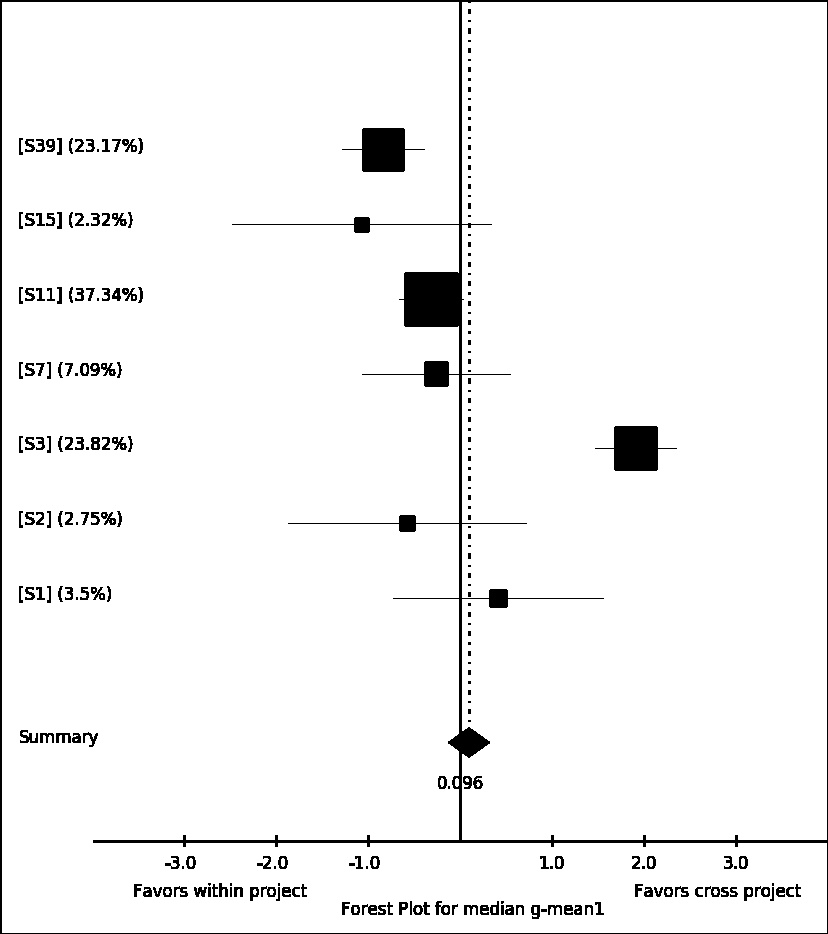 [S39] (23.17%)
[S15] (2.32%)
[S11] (37.34%)
[S7] (7.09%)
[S3] (23.82%)
[S2] (2.75%)
[S1] (3.5%)
Summary
0.096
-3.0 -2.0 -1.0 1.0 2.0 3.0
Favors within project Favors cross project
Forest Plot for median g-mean1